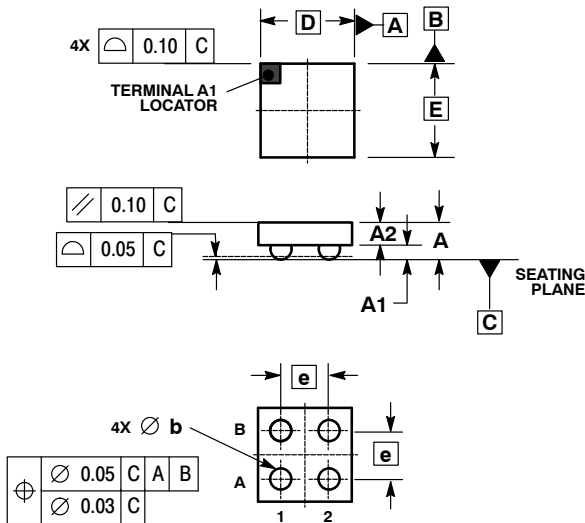 D
A
B
4X ⌓ 0.10 C
TERMINAL A1
LOCATOR
E
// 0.10 C
A2
A
⌓ 0.05 C
A1
SEATING
PLANE
C
e
4X ∅ b
B
e
A
⌖ ∅ 0.05 C A B
∅ 0.03 C
1 2